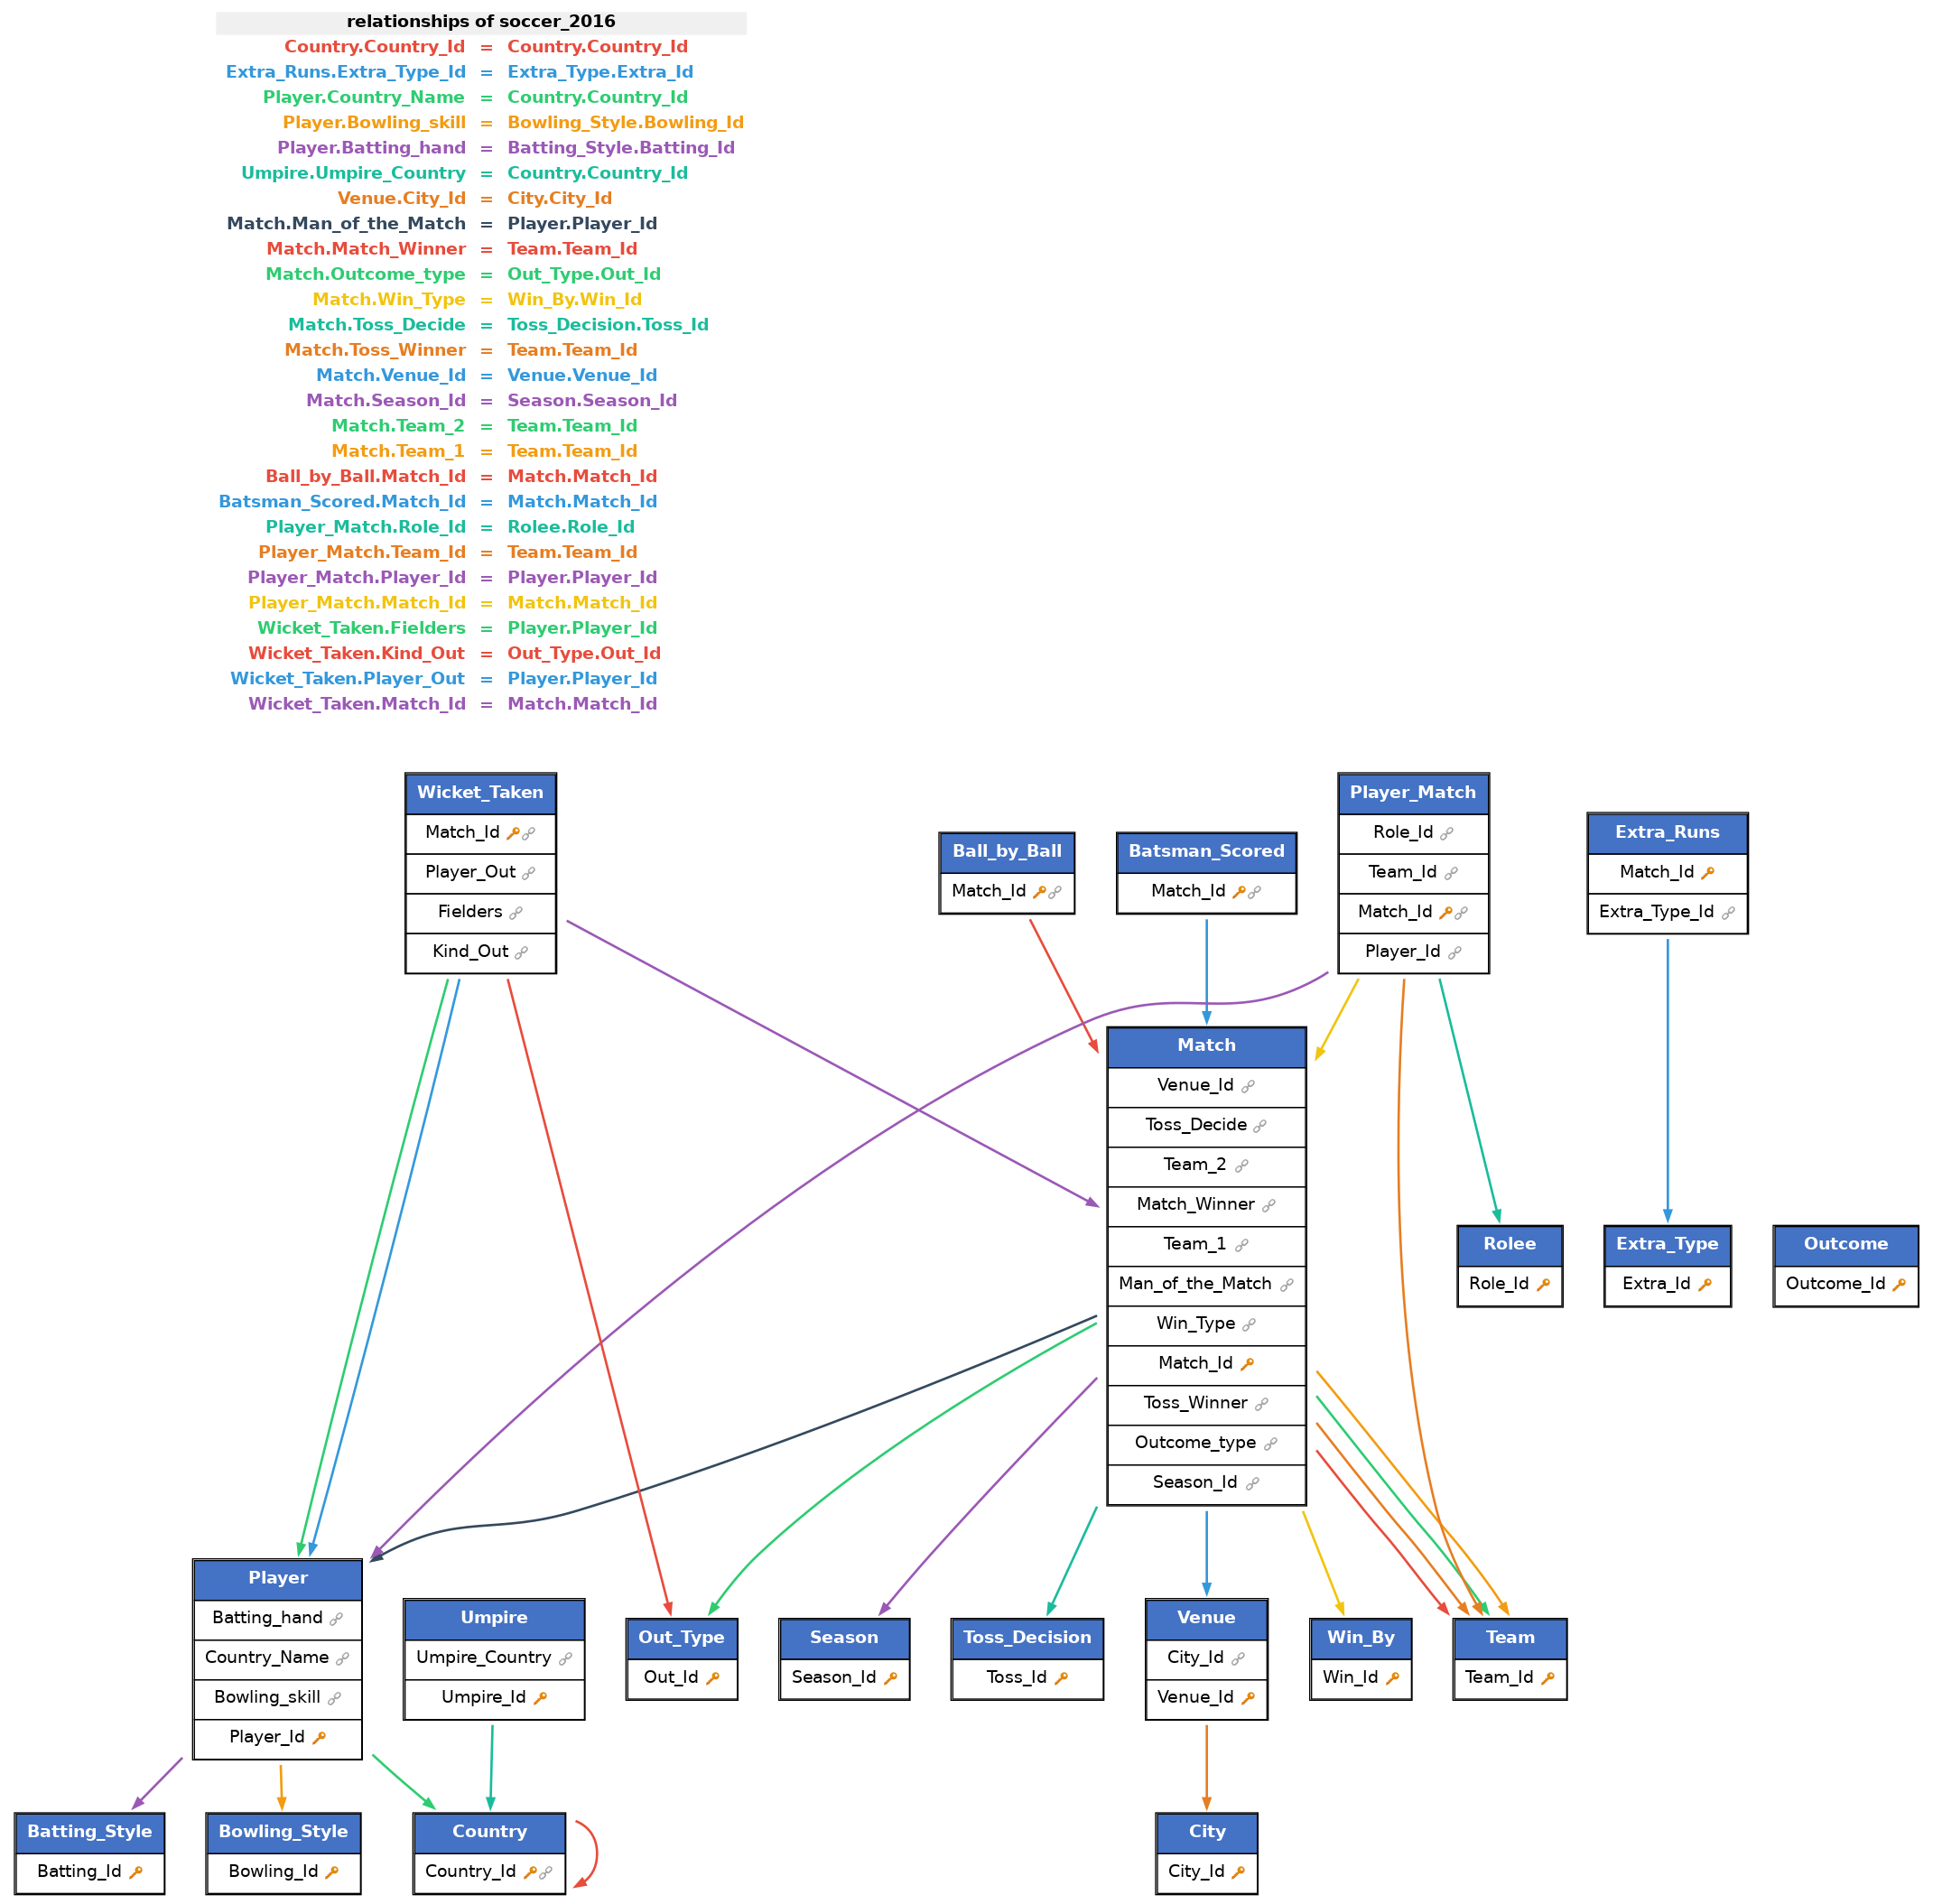 relationships of soccer_2016
Country.Country_Id = Country.Country_Id
Extra_Runs.Extra_Type_Id = Extra_Type.Extra_Id
Player.Country_Name = Country.Country_Id
Player.Bowling_skill = Bowling_Style.Bowling_Id
Player.Batting_hand = Batting_Style.Batting_Id
Umpire.Umpire_Country = Country.Country_Id
Venue.City_Id = City.City_Id
Match.Man_of_the_Match = Player.Player_Id
Match.Match_Winner = Team.Team_Id
Match.Outcome_type = Out_Type.Out_Id
Match.Win_Type = Win_By.Win_Id
Match.Toss_Decide = Toss_Decision.Toss_Id
Match.Toss_Winner = Team.Team_Id
Match.Venue_Id = Venue.Venue_Id
Match.Season_Id = Season.Season_Id
Match.Team_2 = Team.Team_Id
Match.Team_1 = Team.Team_Id
Ball_by_Ball.Match_Id = Match.Match_Id
Batsman_Scored.Match_Id = Match.Match_Id
Player_Match.Role_Id = Rolee.Role_Id
Player_Match.Team_Id = Team.Team_Id
Player_Match.Player_Id = Player.Player_Id
Player_Match.Match_Id = Match.Match_Id
Wicket_Taken.Fielders = Player.Player_Id
Wicket_Taken.Kind_Out = Out_Type.Out_Id
Wicket_Taken.Player_Out = Player.Player_Id
Wicket_Taken.Match_Id = Match.Match_Id
Wicket_Taken
Match_Id
Player_Out
Fielders
Kind_Out
Ball_by_Ball
Match_Id
Batsman_Scored
Match_Id
Player_Match
Role_Id
Team_Id
Match_Id
Player_Id
Extra_Runs
Match_Id
Extra_Type_Id
Match
Venue_Id
Toss_Decide
Team_2
Match_Winner
Team_1
Man_of_the_Match
Win_Type
Match_Id
Toss_Winner
Outcome_type
Season_Id
Rolee
Role_Id
Extra_Type
Extra_Id
Outcome
Outcome_Id
Player
Batting_hand
Country_Name
Bowling_skill
Player_Id
Umpire
Umpire_Country
Umpire_Id
Out_Type
Out_Id
Season
Season_Id
Toss_Decision
Toss_Id
Venue
City_Id
Venue_Id
Win_By
Win_Id
Team
Team_Id
Batting_Style
Batting_Id
Bowling_Style
Bowling_Id
Country
Country_Id
City
City_Id